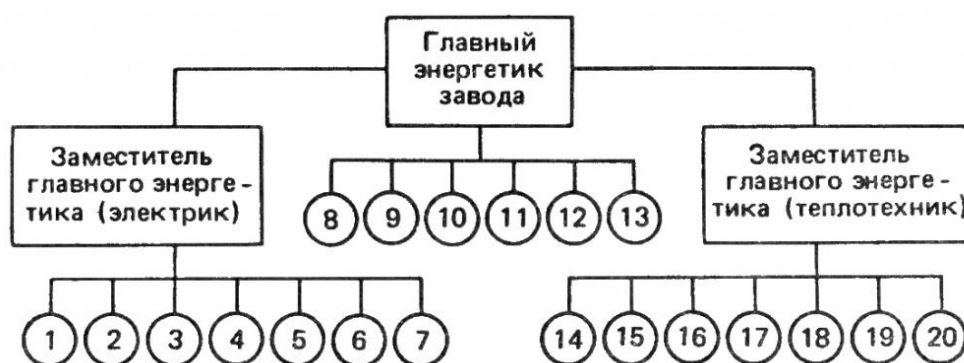 Главный
энергетик
завода
Заместитель
главного энерге-
тика (электрик)
Заместитель
главного энерге-
тика (теплотехник)
8 9 10 11 12 13
1 2 3 4 5 6 7
14 15 16 17 18 19 20